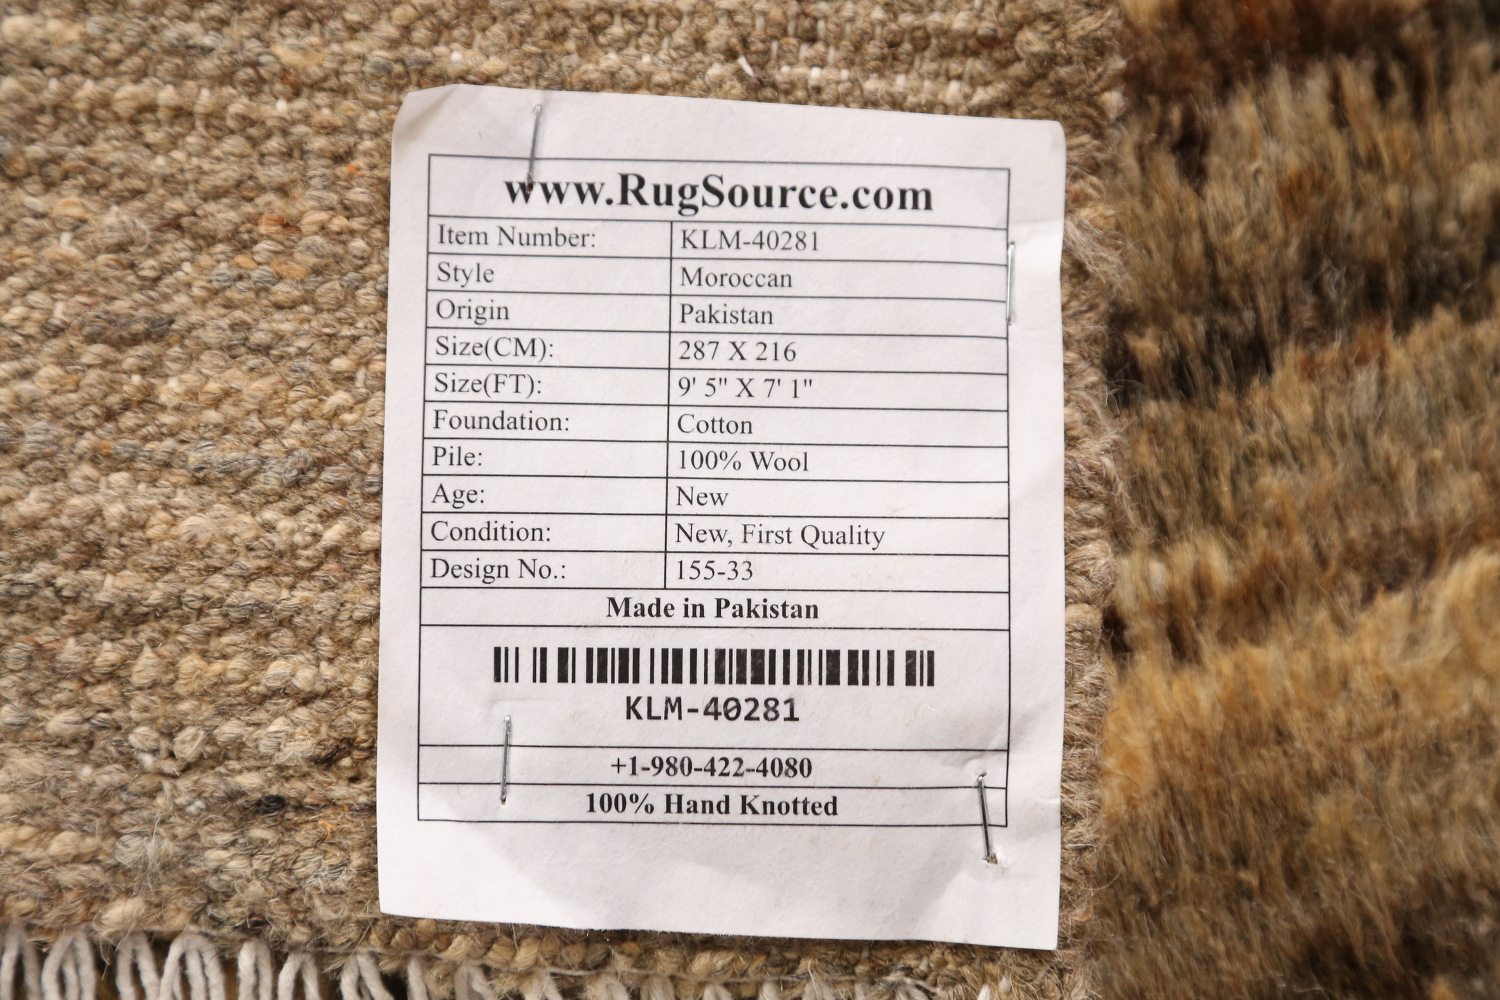 www.RugSource.com
Item Number: KLM-40281
Style Moroccan
Origin Pakistan
Size(CM): 287 X 216
Size(FT): 9' 5" X 7' 1"
Foundation: Cotton
Pile: 100% Wool
Age: New
Condition: New, First Quality
Design No.: 155-33
Made in Pakistan
KLM-40281
+1-980-422-4080
100% Hand Knotted